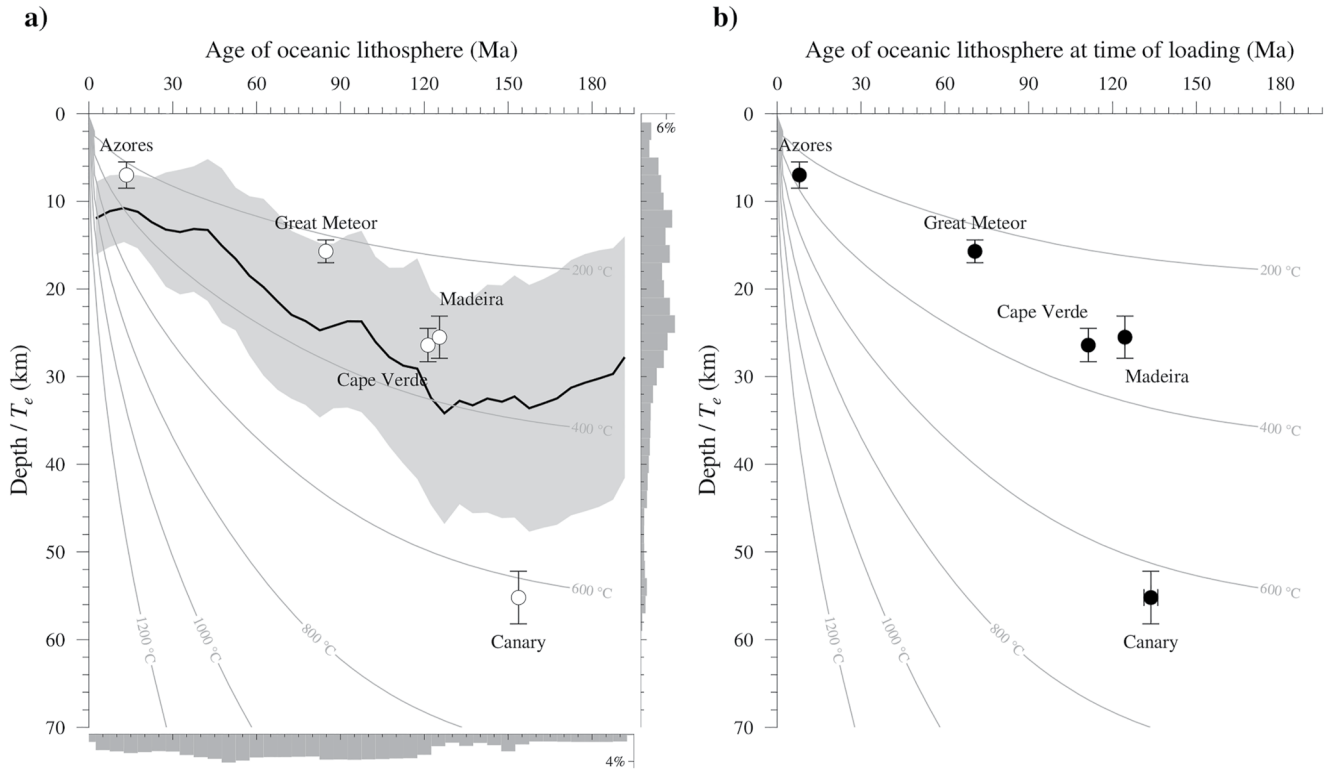 a)
Age of oceanic lithosphere (Ma)
0 30 60 90 120 150 180
0
10
20
30
40
50
60
70
Depth / Te (km)
Azores
Great Meteor
Madeira
Cape Verde
Canary
200 °C
400 °C
600 °C
800 °C
1000 °C
1200 °C
6%
4%
b)
Age of oceanic lithosphere at time of loading (Ma)
0 30 60 90 120 150 180
0
10
20
30
40
50
60
70
Depth / Te (km)
Azores
Great Meteor
Cape Verde
Madeira
Canary
200 °C
400 °C
600 °C
800 °C
1000 °C
1200 °C